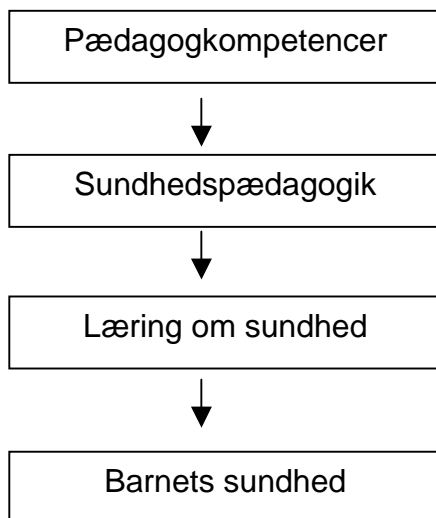 Pædagogkompetencer
Sundhedspædagogik
Læring om sundhed
Barnets sundhed